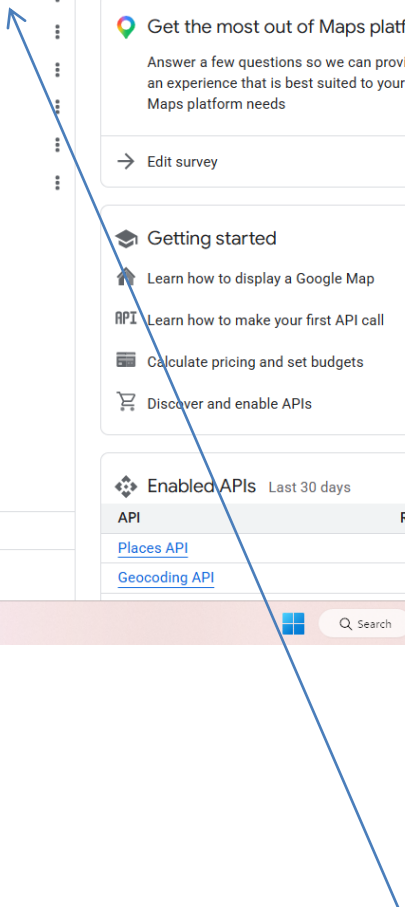 Get the most out of Maps platf
Answer a few questions so we can provi
an experience that is best suited to your
Maps platform needs
Edit survey
Getting started
Learn how to display a Google Map
API Learn how to make your first API call
Calculate pricing and set budgets
Discover and enable APIs
Enabled APIs Last 30 days
API R
Places API
Geocoding API
Search